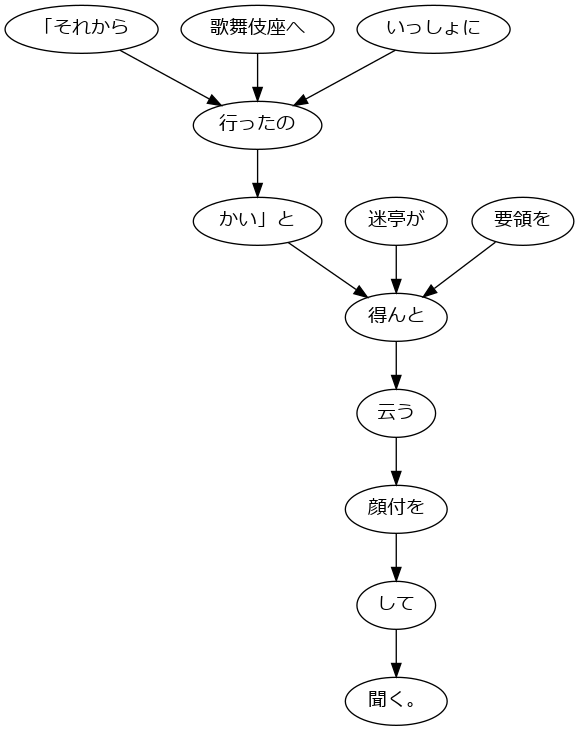 「それから
歌舞伎座へ
いっしょに
行ったの
かい」と
迷亭が
要領を
得んと
云う
顔付を
して
聞く。